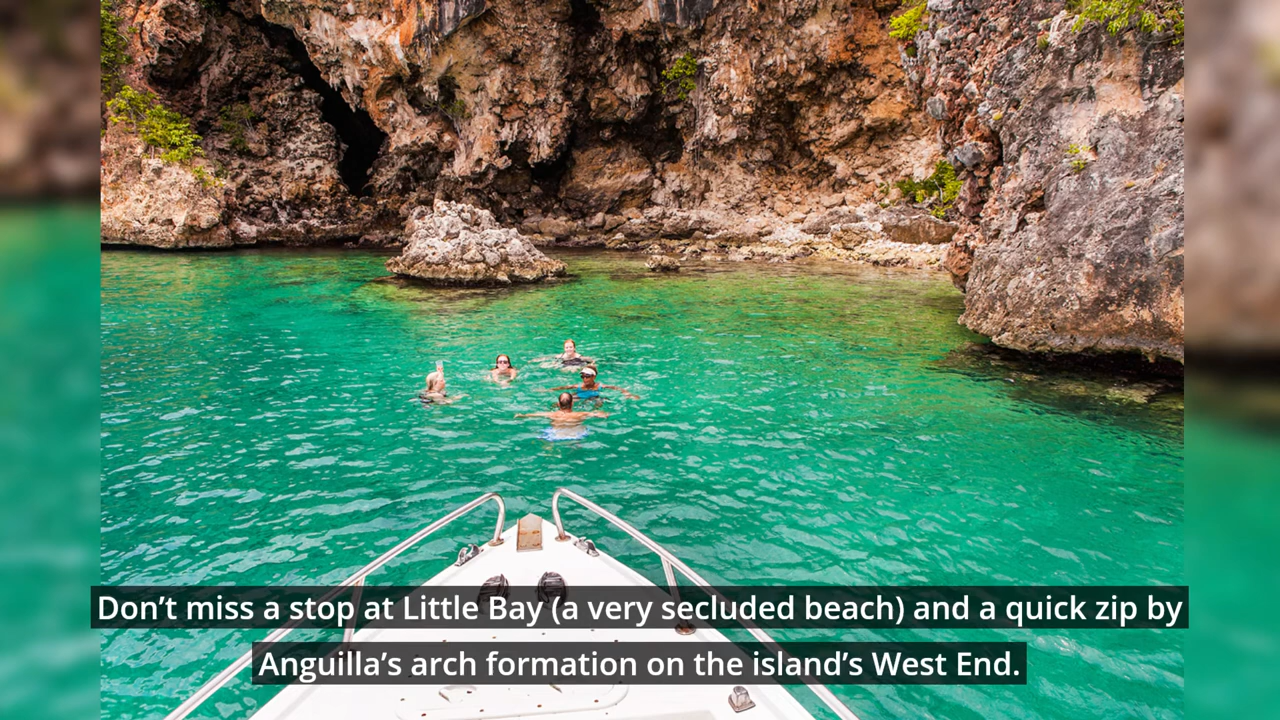 Don’t miss a stop at Little Bay (a very secluded beach) and a quick zip by
Anguilla’s arch formation on the island’s West End.